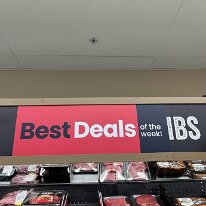 Best Deals of the
week! IBS